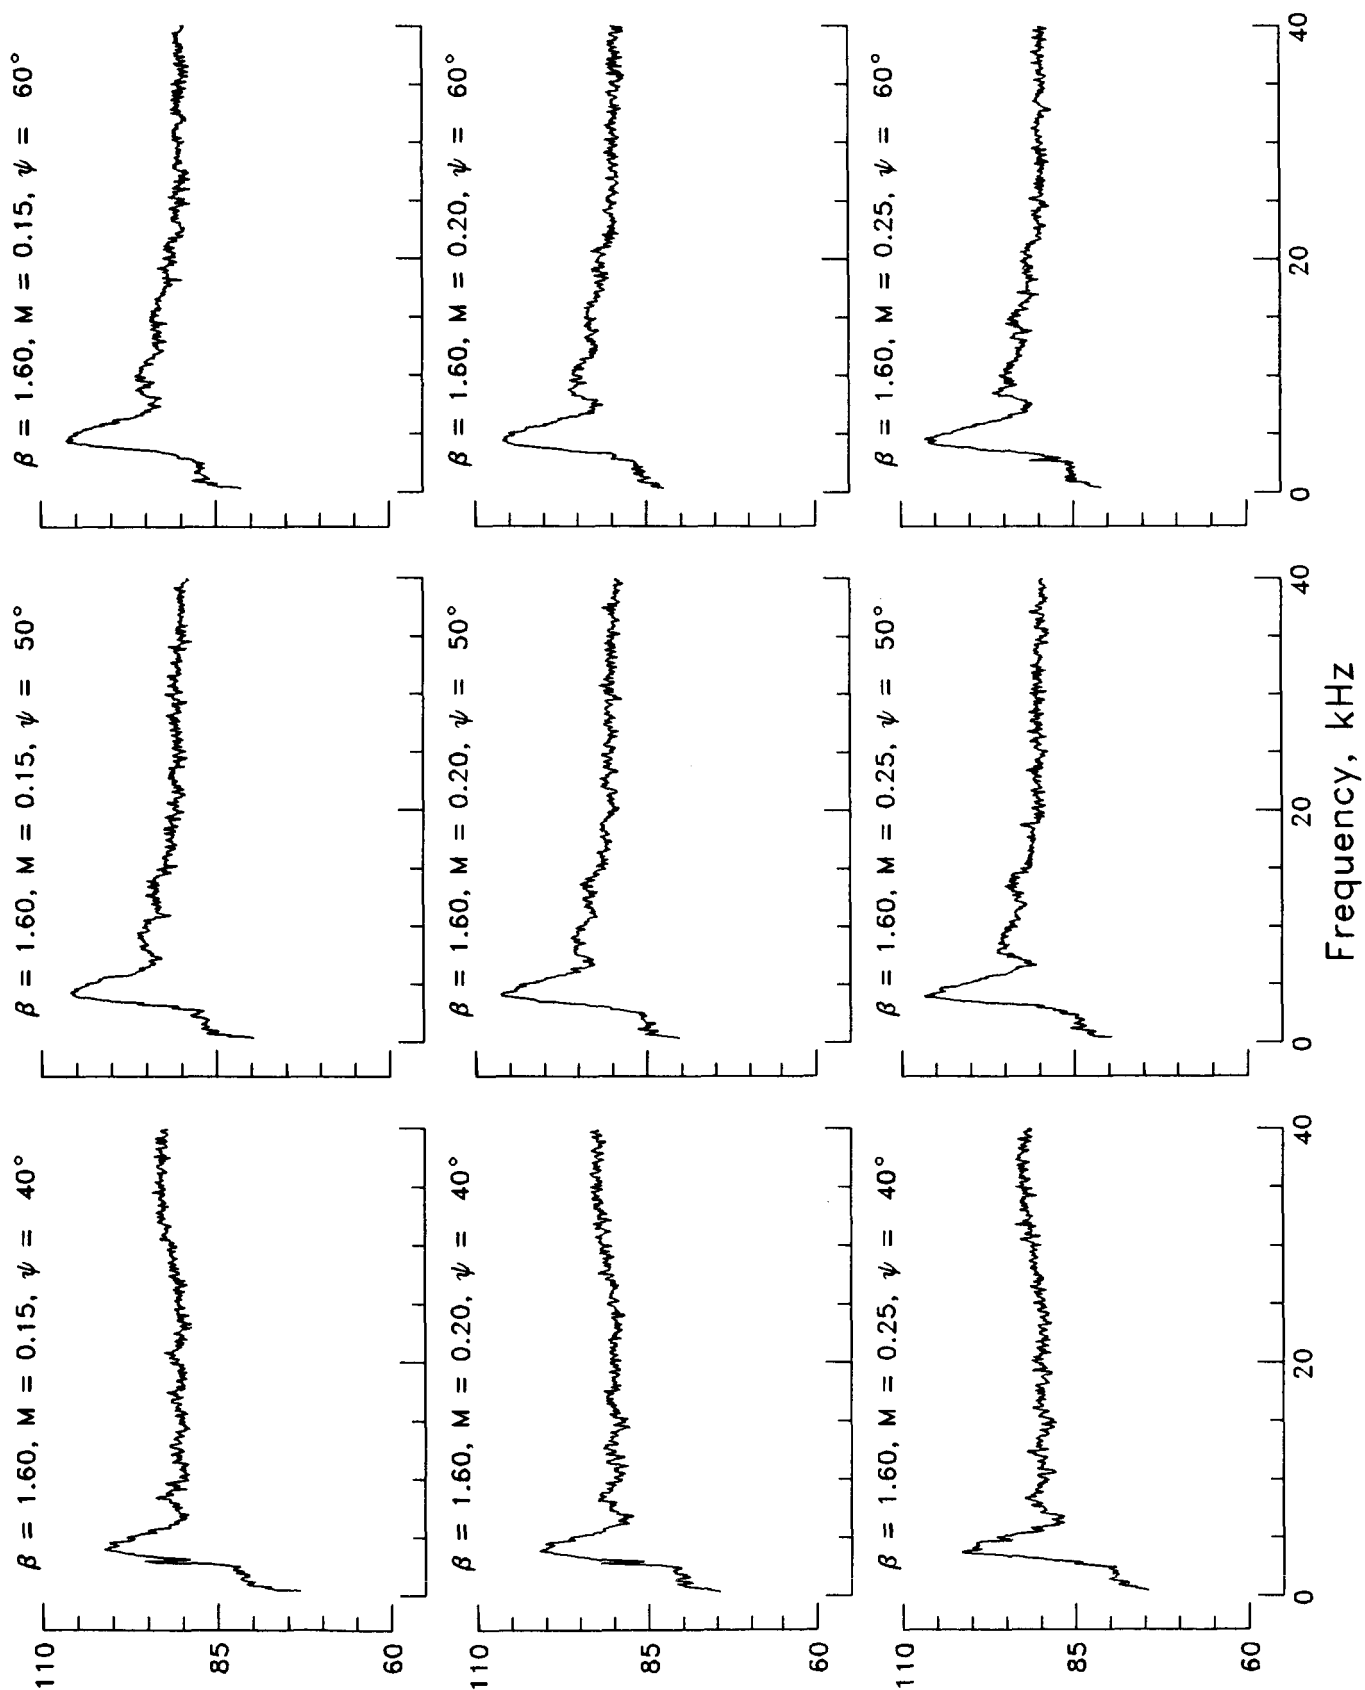 β = 1.60, M = 0.15, ψ = 40°
β = 1.60, M = 0.15, ψ = 50°
β = 1.60, M = 0.15, ψ = 60°
110
85
60
β = 1.60, M = 0.20, ψ = 40°
β = 1.60, M = 0.20, ψ = 50°
β = 1.60, M = 0.20, ψ = 60°
110
85
60
β = 1.60, M = 0.25, ψ = 40°
β = 1.60, M = 0.25, ψ = 50°
β = 1.60, M = 0.25, ψ = 60°
110
85
60
0 20 40 0 20 40 0 20 40
Frequency, kHz